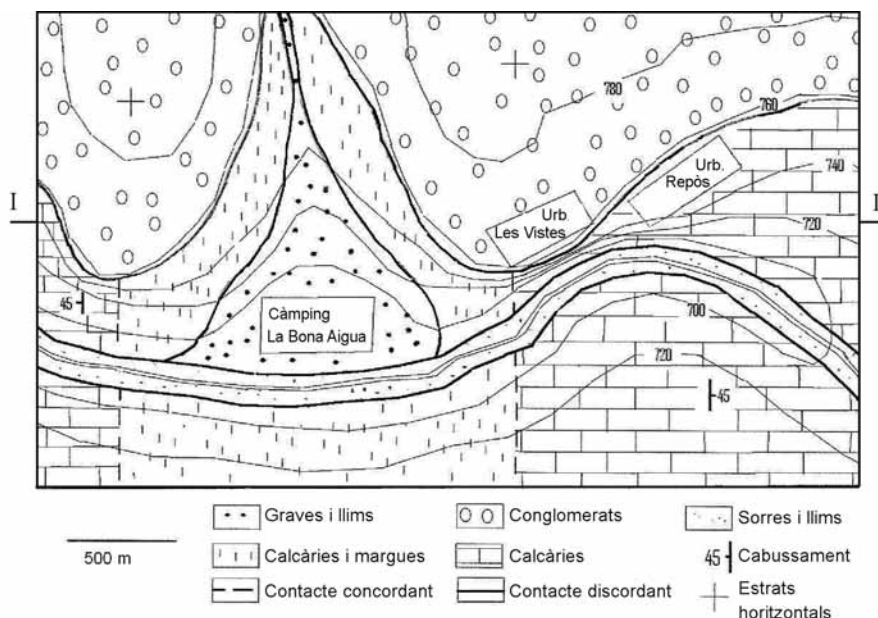 780
760
Urb.
Repòs
740
I
I
Urb.
Les Vistes
720
45
Càmping
La Bona Aigua
700
720
45
Graves i llims
Conglomerats
Sorres i llims
Calcàries i margues
Calcàries
45 Cabussament
500 m
Contacte concordant
Contacte discordant
Estrats
horitzontals